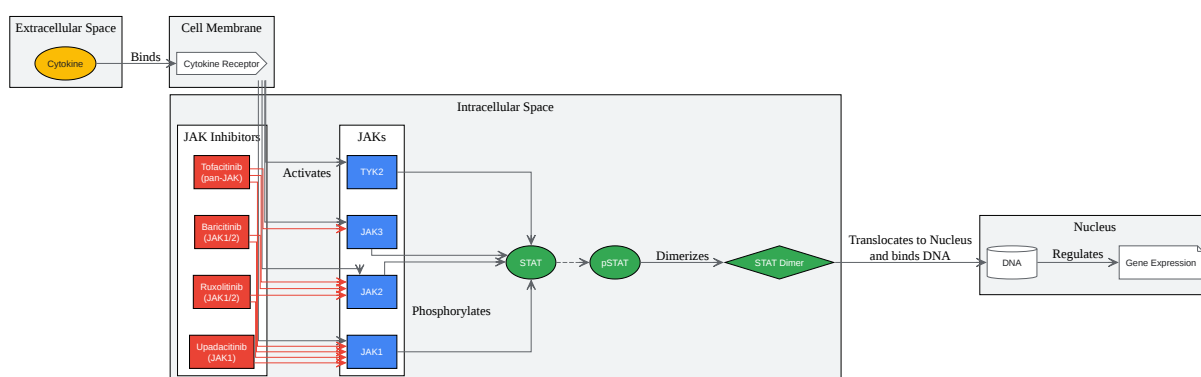 Extracellular Space
Cytokine
Binds
Cell Membrane
Cytokine Receptor
Intracellular Space
JAK Inhibitors
Tofacitinib
(pan-JAK)
Baricitinib
(JAK1/2)
Ruxolitinib
(JAK1/2)
Upadacitinib
(JAK1)
Activates
JAKs
TYK2
JAK3
JAK2
JAK1
Phosphorylates
STAT
pSTAT
Dimerizes
STAT Dimer
Translocates to Nucleus
and binds DNA
Nucleus
DNA
Regulates
Gene Expression